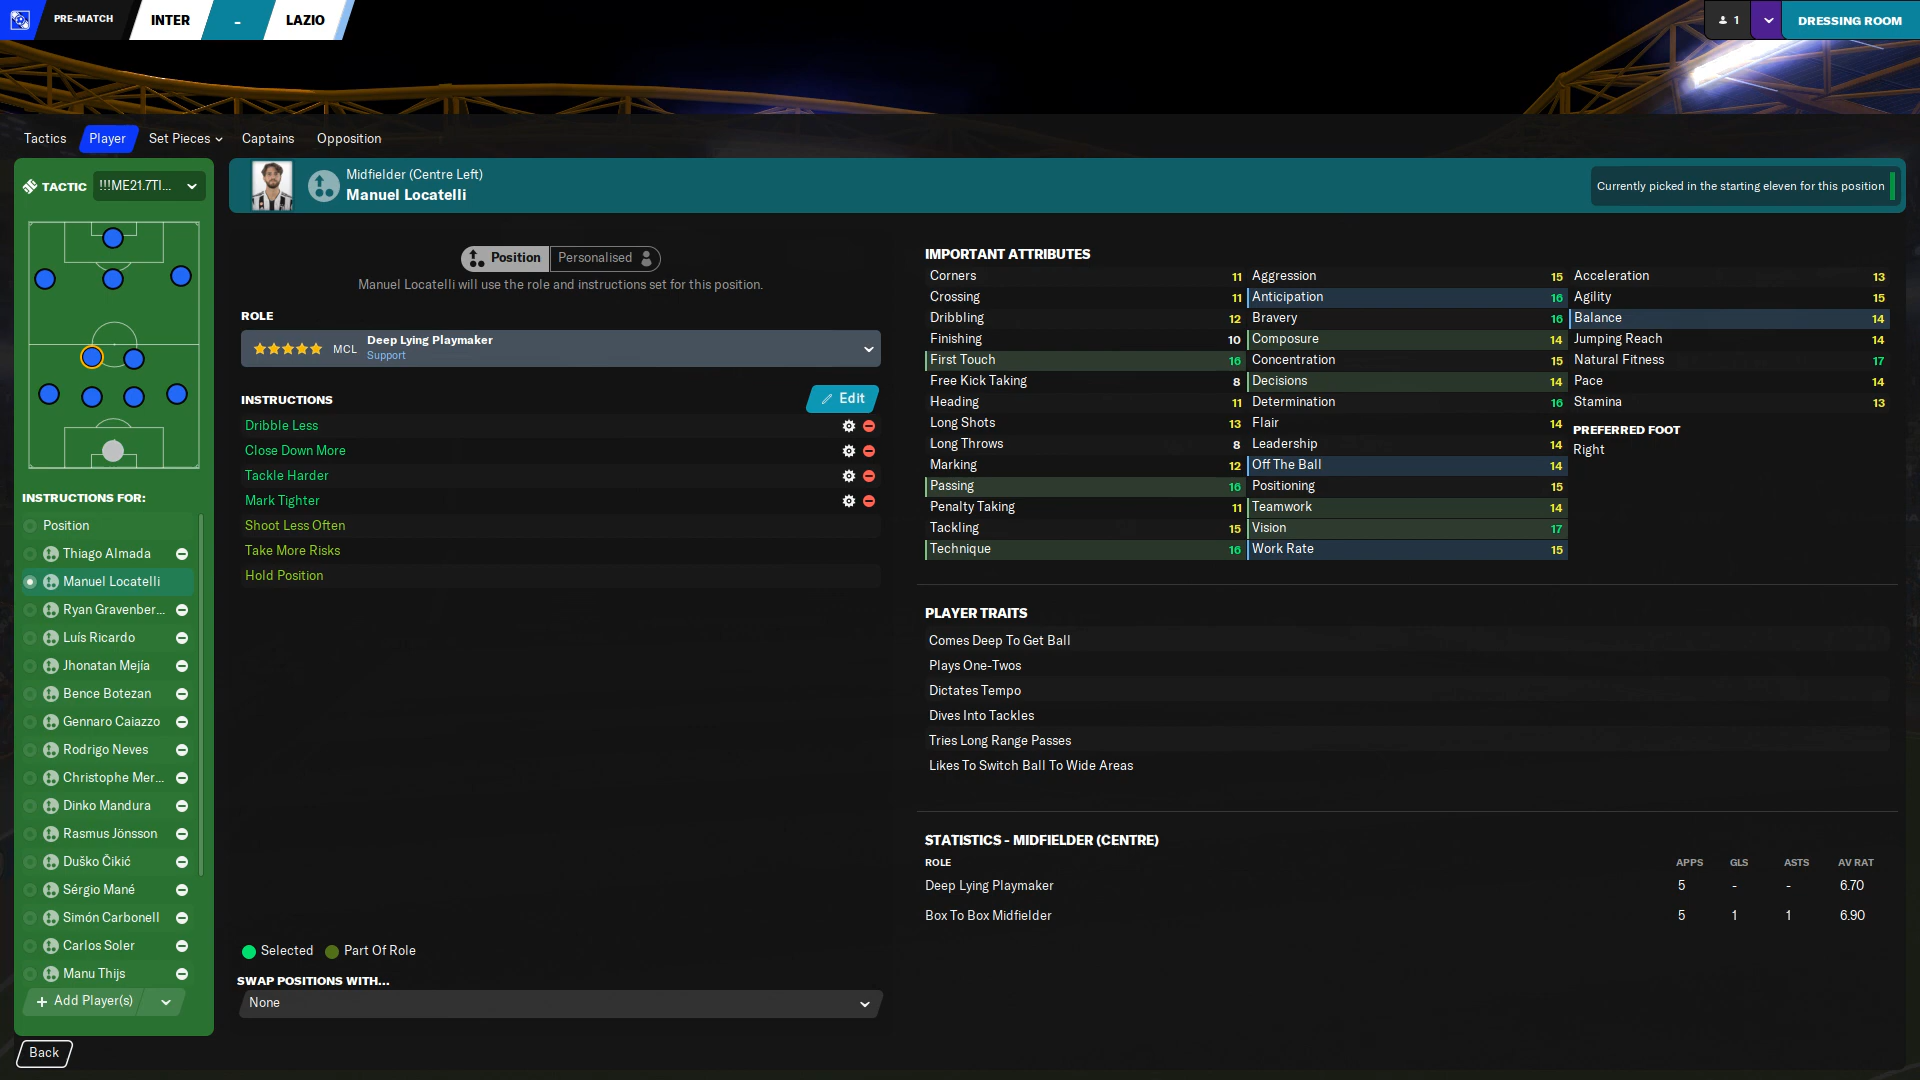 PRE-MATCH
INTER
-
LAZIO
1
DRESSING ROOM
Tactics
Player
Set Pieces
Captains
Opposition
TACTIC
!!!ME21.7TI...
INSTRUCTIONS FOR:
Position
Thiago Almada
Manuel Locatelli
Ryan Gravenber...
Luís Ricardo
Jhonatan Mejía
Bence Botezan
Gennaro Caiazzo
Rodrigo Neves
Christophe Mer...
Dinko Mandura
Rasmus Jönsson
Duško Čikić
Sérgio Mané
Simón Carbonell
Carlos Soler
Manu Thijs
Add Player(s)
Back
Midfielder (Centre Left)
Manuel Locatelli
Currently picked in the starting eleven for this position
Position
Personalised
Manuel Locatelli will use the role and instructions set for this position.
ROLE
MCL
Deep Lying Playmaker
Support
INSTRUCTIONS
Edit
Dribble Less
Close Down More
Tackle Harder
Mark Tighter
Shoot Less Often
Take More Risks
Hold Position
Selected
Part Of Role
SWAP POSITIONS WITH...
None
IMPORTANT ATTRIBUTES
Corners 11
Crossing 11
Dribbling 12
Finishing 10
First Touch 16
Free Kick Taking 8
Heading 11
Long Shots 13
Long Throws 8
Marking 12
Passing 16
Penalty Taking 11
Tackling 15
Technique 16
Aggression 15
Anticipation 16
Bravery 16
Composure 14
Concentration 15
Decisions 14
Determination 16
Flair 14
Leadership 14
Off The Ball 14
Positioning 15
Teamwork 14
Vision 17
Work Rate 15
Acceleration 13
Agility 15
Balance 14
Jumping Reach 14
Natural Fitness 17
Pace 14
Stamina 13
PREFERRED FOOT
Right
PLAYER TRAITS
Comes Deep To Get Ball
Plays One-Twos
Dictates Tempo
Dives Into Tackles
Tries Long Range Passes
Likes To Switch Ball To Wide Areas
STATISTICS - MIDFIELDER (CENTRE)
ROLE APPS GLS ASTS AV RAT
Deep Lying Playmaker 5 - - 6.70
Box To Box Midfielder 5 1 1 6.90